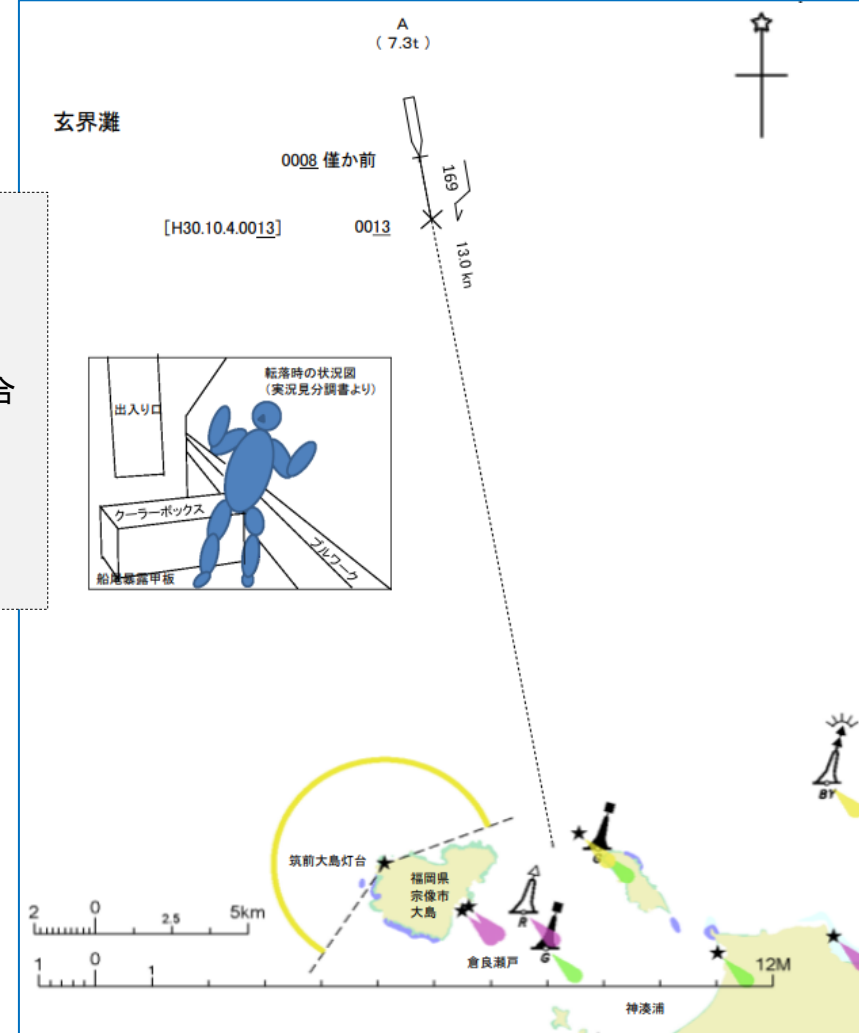 A
( 7.3t )
玄界灘
0008 僅か前
169
[H30.10.4.0013]
0013
13.0 kn
合
転落時の状況図
(実況見分調書より)
出入り口
クーラーボックス
ブルワーク
船尾暴露甲板
BY
筑前大島灯台
福岡県
宗像市
大島
G
R
G
倉良瀬戸
2 0 2.5 5km
1 0 1 12M
神湊浦